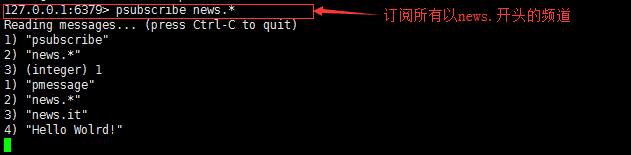 127.0.0.1:6379> psubscribe news.*
订阅所有以news.开头的频道
Reading messages... (press Ctrl-C to quit)
1) "psubscribe"
2) "news.*"
3) (integer) 1
1) "pmessage"
2) "news.*"
3) "news.it"
4) "Hello Wolrd!"